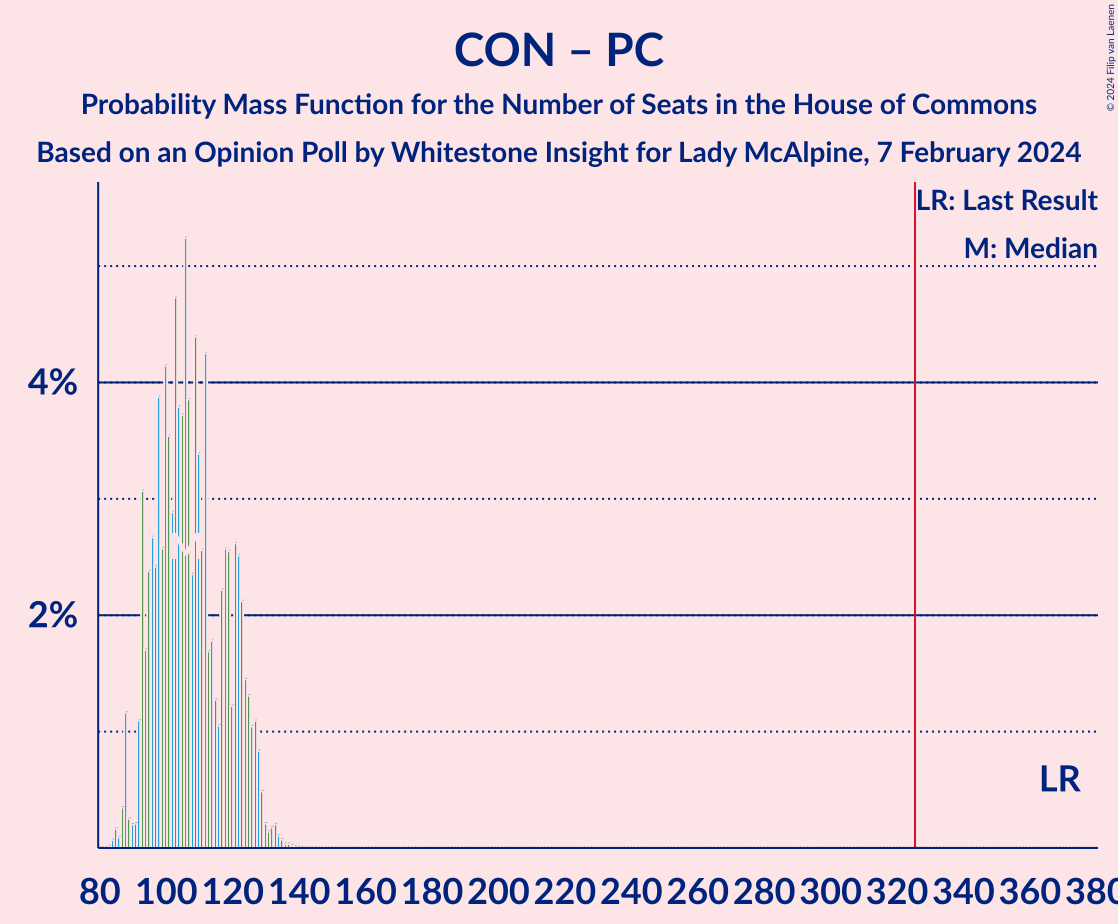 CON – PC
Probability Mass Function for the Number of Seats in the House of Commons
Based on an Opinion Poll by Whitestone Insight for Lady McAlpine, 7 February 2024
© 2024 Filip van Laenen
LR: Last Result
M: Median
4%
2%
LR
80 100 120 140 160 180 200 220 240 260 280 300 320 340 360 380